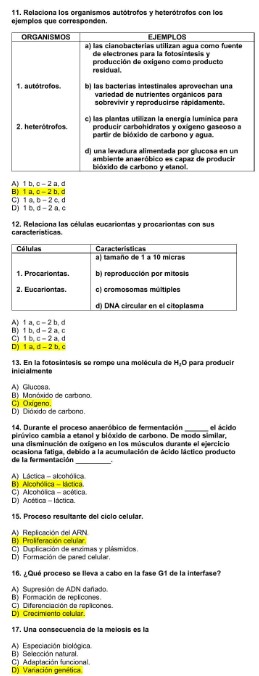 11. Relaciona los organismos autótrofos y heterótrofos con los
ejemplos que corresponden.
ORGANISMOS
EJEMPLOS
a) las cianobacterias utilizan agua como fuente
de electrones para la fotosíntesis y
producción de oxígeno como producto
residual.
1. autótrofos.
b) las bacterias intestinales aprovechan una
variedad de nutrientes orgánicos para
sobrevivir y reproducirse rápidamente.
2. heterótrofos.
c) las plantas utilizan la energía lumínica para
producir carbohidratos y oxígeno gaseoso a
partir de bióxido de carbono y agua.
d) una levadura alimentada por glucosa en un
ambiente anaeróbico es capaz de producir
bióxido de carbono y etanol.
A) 1 b, c – 2 a, d
B) 1 a, c – 2 b, d
C) 1 a, b – 2 c, d
D) 1 b, d – 2 a, c
12. Relaciona las células eucariontas y procariontas con sus
características.
Células
Características
a) tamaño de 1 a 10 micras
1. Procariontas.
b) reproducción por mitosis
2. Eucariontas.
c) cromosomas múltiples
d) DNA circular en el citoplasma
A) 1 a, c – 2 b, d
B) 1 b, d – 2 a, c
C) 1 b, c – 2 a, d
D) 1 a, d – 2 b, c
13. En la fotosíntesis se rompe una molécula de H₂O para producir
inicialmente
A) Glucosa.
B) Monóxido de carbono.
C) Oxígeno.
D) Dióxido de carbono.
14. Durante el proceso anaeróbico de fermentación ______ el ácido
pirúvico cambia a etanol y bióxido de carbono. De modo similar,
una disminución de oxígeno en los músculos durante el ejercicio
ocasiona fatiga, debido a la acumulación de ácido láctico producto
de la fermentación ________.
A) Láctica – alcohólica.
B) Alcohólica – láctica.
C) Alcohólica – acética.
D) Acética – láctica.
15. Proceso resultante del ciclo celular.
A) Replicación del ARN.
B) Proliferación celular.
C) Duplicación de enzimas y plásmidos.
D) Formación de pared celular.
16. ¿Qué proceso se lleva a cabo en la fase G1 de la interfase?
A) Supresión de ADN dañado.
B) Formación de replicones.
C) Diferenciación de replicones.
D) Crecimiento celular.
17. Una consecuencia de la meiosis es la
A) Especiación biológica.
B) Selección natural.
C) Adaptación funcional.
D) Variación genética.